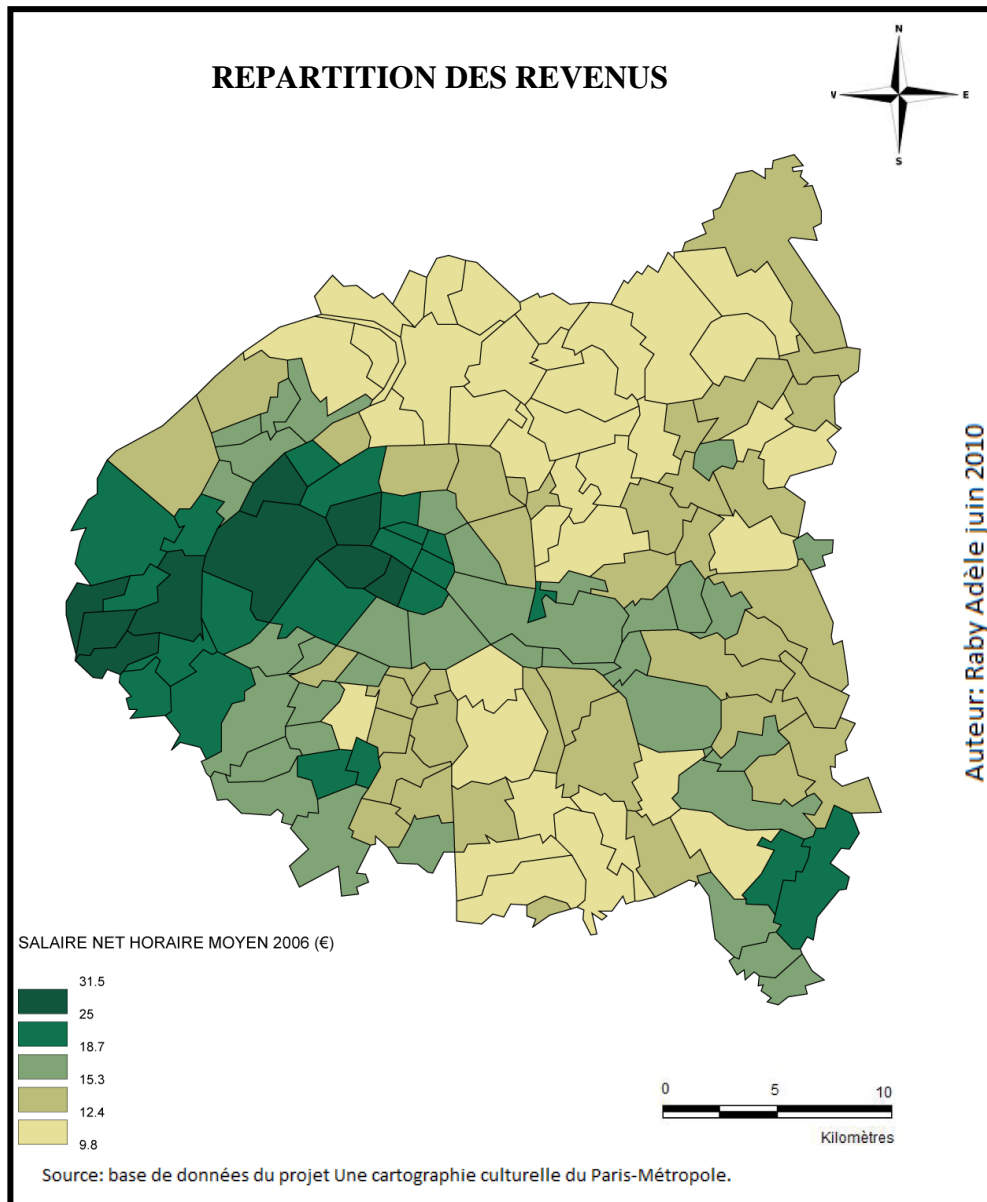 REPARTITION DES REVENUS
N
V
E
S
Auteur: Raby Adèle juin 2010
SALAIRE NET HORAIRE MOYEN 2006 (€)
31.5
25
18.7
15.3
12.4
9.8
0 5 10
Kilomètres
Source: base de données du projet Une cartographie culturelle du Paris-Métropole.